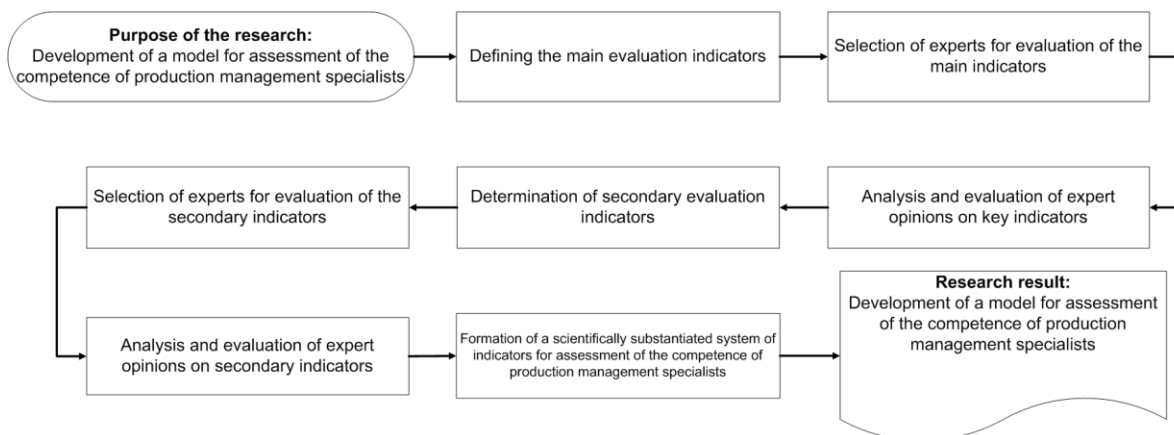 Purpose of the research:
Development of a model for assessment of the
competence of production management specialists
Defining the main evaluation indicators
Selection of experts for evaluation of the
main indicators
Analysis and evaluation of expert
opinions on key indicators
Determination of secondary evaluation
indicators
Selection of experts for evaluation of the
secondary indicators
Analysis and evaluation of expert
opinions on secondary indicators
Formation of a scientifically substantiated system of
indicators for assessment of the competence of
production management specialists
Research result:
Development of a model for assessment
of the competence of production
management specialists